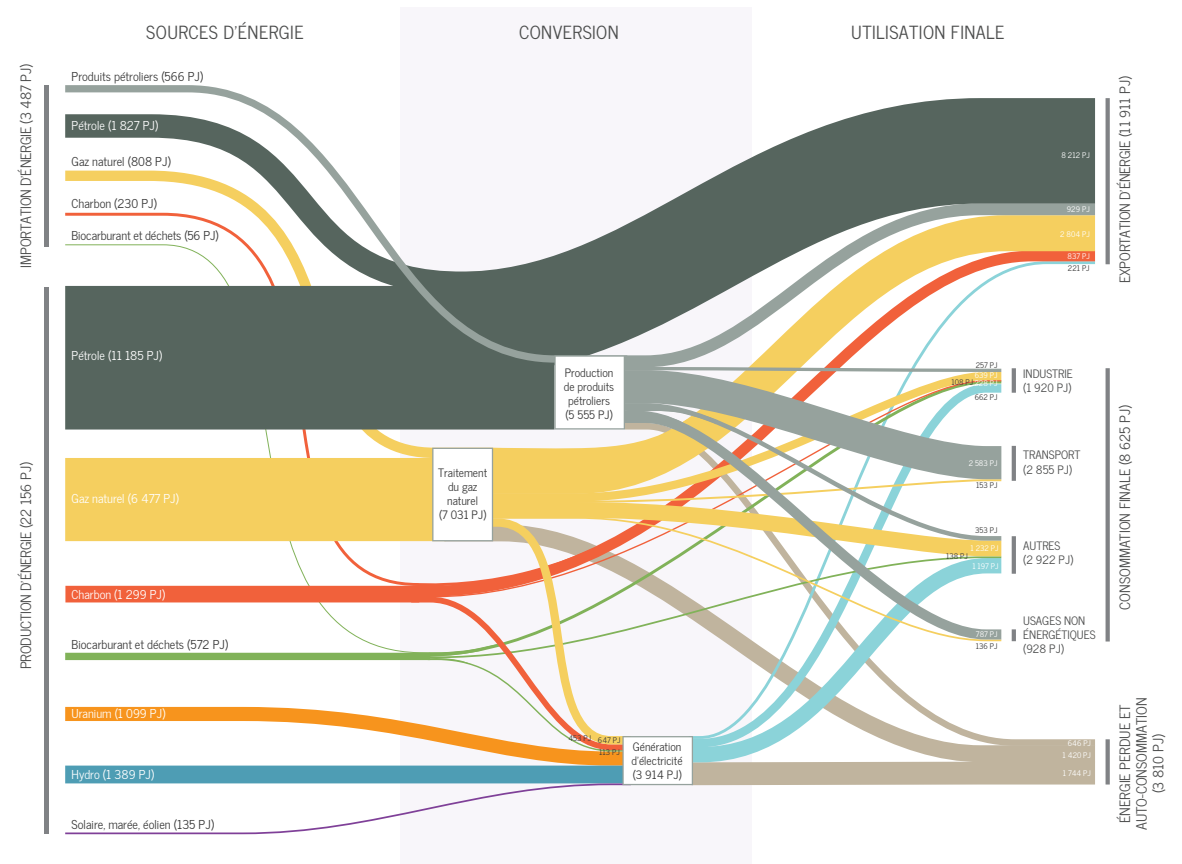 SOURCES D'ÉNERGIE
CONVERSION
UTILISATION FINALE
IMPORTATION D'ÉNERGIE (3 487 PJ)
Produits pétroliers (566 PJ)
Pétrole (1 827 PJ)
Gaz naturel (808 PJ)
Charbon (230 PJ)
Biocarburant et déchets (56 PJ)
PRODUCTION D'ÉNERGIE (22 156 PJ)
Pétrole (11 185 PJ)
Gaz naturel (6 477 PJ)
Charbon (1 299 PJ)
Biocarburant et déchets (572 PJ)
Uranium (1 099 PJ)
Hydro (1 389 PJ)
Solaire, marée, éolien (135 PJ)
Production
de produits
pétroliers
(5 555 PJ)
Traitement
du gaz
naturel
(7 031 PJ)
453 PJ
647 PJ
113 PJ
Génération
d'électricité
(3 914 PJ)
8 212 PJ
929 PJ
2 804 PJ
837 PJ
221 PJ
EXPORTATION D'ÉNERGIE (11 911 PJ)
257 PJ
108 PJ
662 PJ
INDUSTRIE
(1 920 PJ)
2 583 PJ
153 PJ
TRANSPORT
(2 855 PJ)
353 PJ
1 232 PJ
138 PJ
1 197 PJ
AUTRES
(2 922 PJ)
787 PJ
136 PJ
USAGES NON
ÉNERGÉTIQUES
(928 PJ)
CONSOMMATION FINALE (8 625 PJ)
646 PJ
1 420 PJ
1 744 PJ
ÉNERGIE PERDUE ET
AUTO-CONSOMMATION
(3 810 PJ)